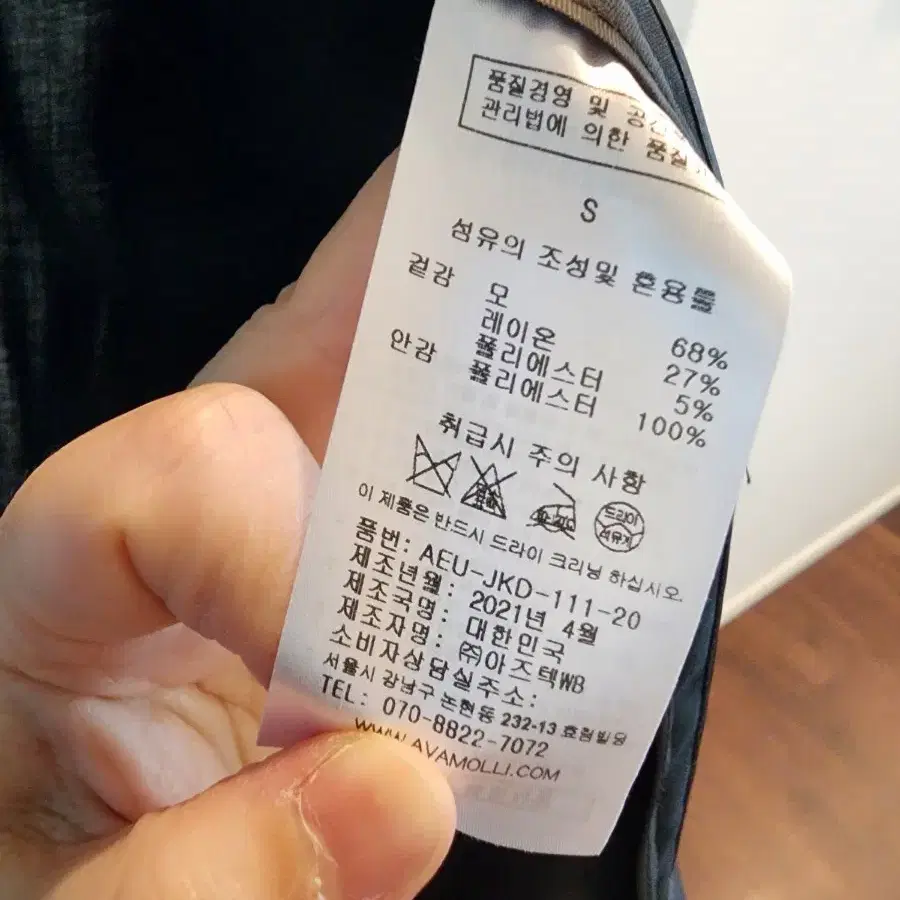 품질경영 및 공산
관리법에 의한 품질
S
섬유의 조성및 혼용률
겉감 모 68%
레이온 27%
폴리에스터 5%
안감 폴리에스터 100%
취급시 주의 사항
드라이
석유계
이 제품은 반드시 드라이 크리닝 하십시오.
품번: AEU-JKD-111-20
제조년월: 2021년 4월
제조국명: 대한민국
제조자명: ㈜아즈텍WB
소비자상담실주소:
서울시 강남구 논현동 232-13 효림빌딩
TEL: 070-8822-7072
WWW.AVAMOLLI.COM